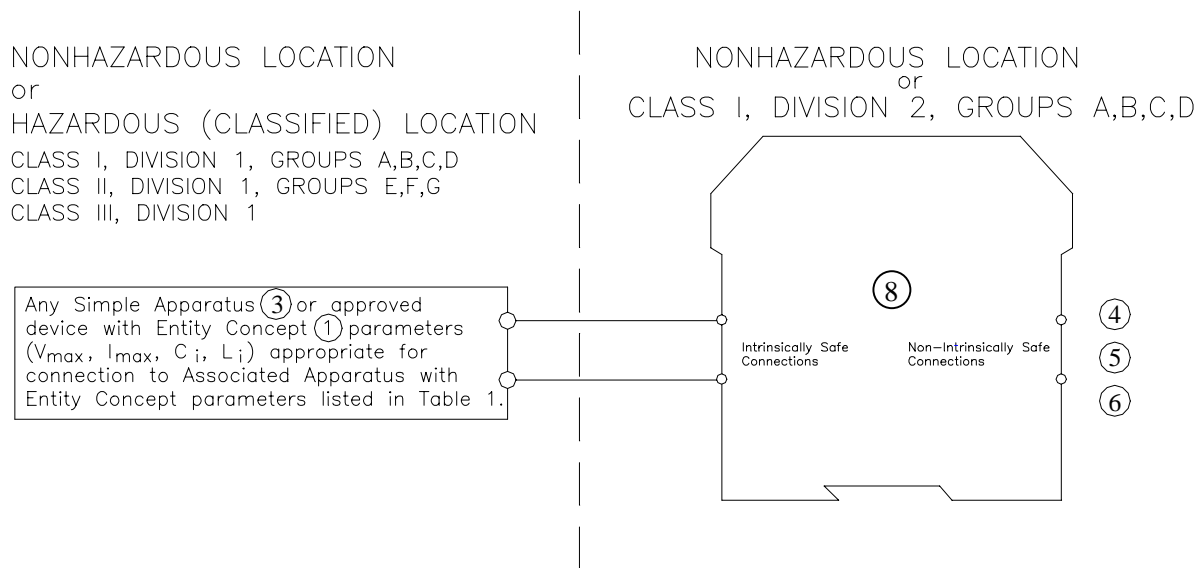 NONHAZARDOUS LOCATION
or
HAZARDOUS (CLASSIFIED) LOCATION
CLASS I, DIVISION 1, GROUPS A,B,C,D
CLASS II, DIVISION 1, GROUPS E,F,G
CLASS III, DIVISION 1
Any Simple Apparatus 3 or approved
device with Entity Concept 1 parameters
(Vmax, Imax, Ci, Li) appropriate for
connection to Associated Apparatus with
Entity Concept parameters listed in Table 1.
NONHAZARDOUS LOCATION
or
CLASS I, DIVISION 2, GROUPS A,B,C,D
8
Intrinsically Safe
Connections
Non-Intrinsically Safe
Connections
4
5
6